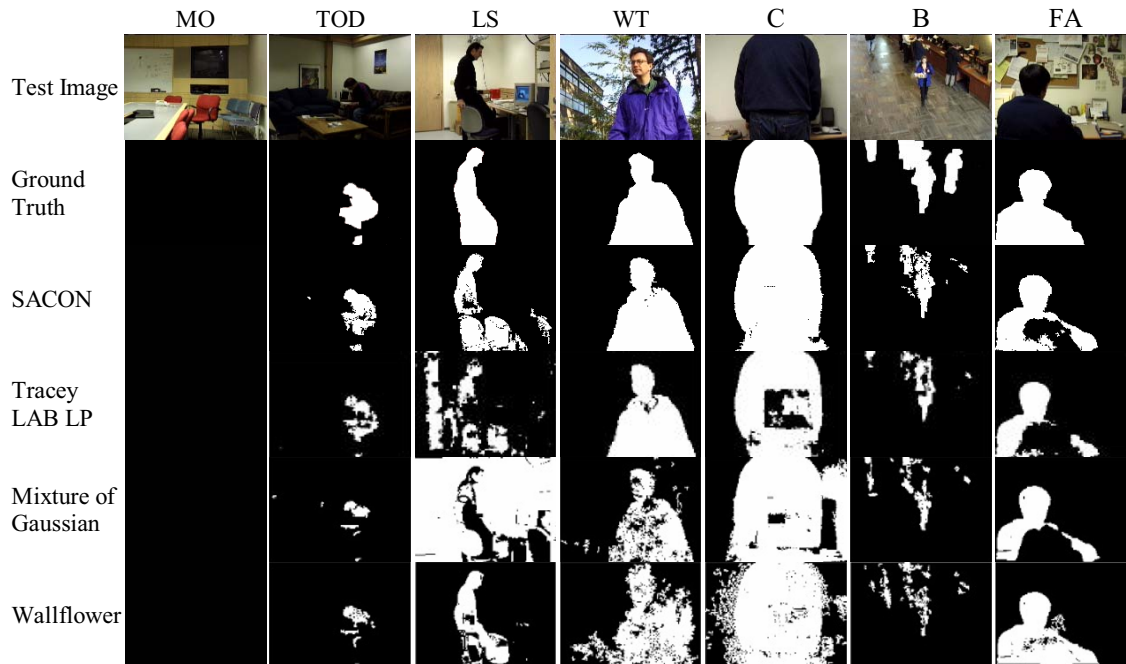 MO TOD LS WT C B FA
Test Image
Ground
Truth
SACON
Tracey
LAB LP
Mixture of
Gaussian
Wallflower